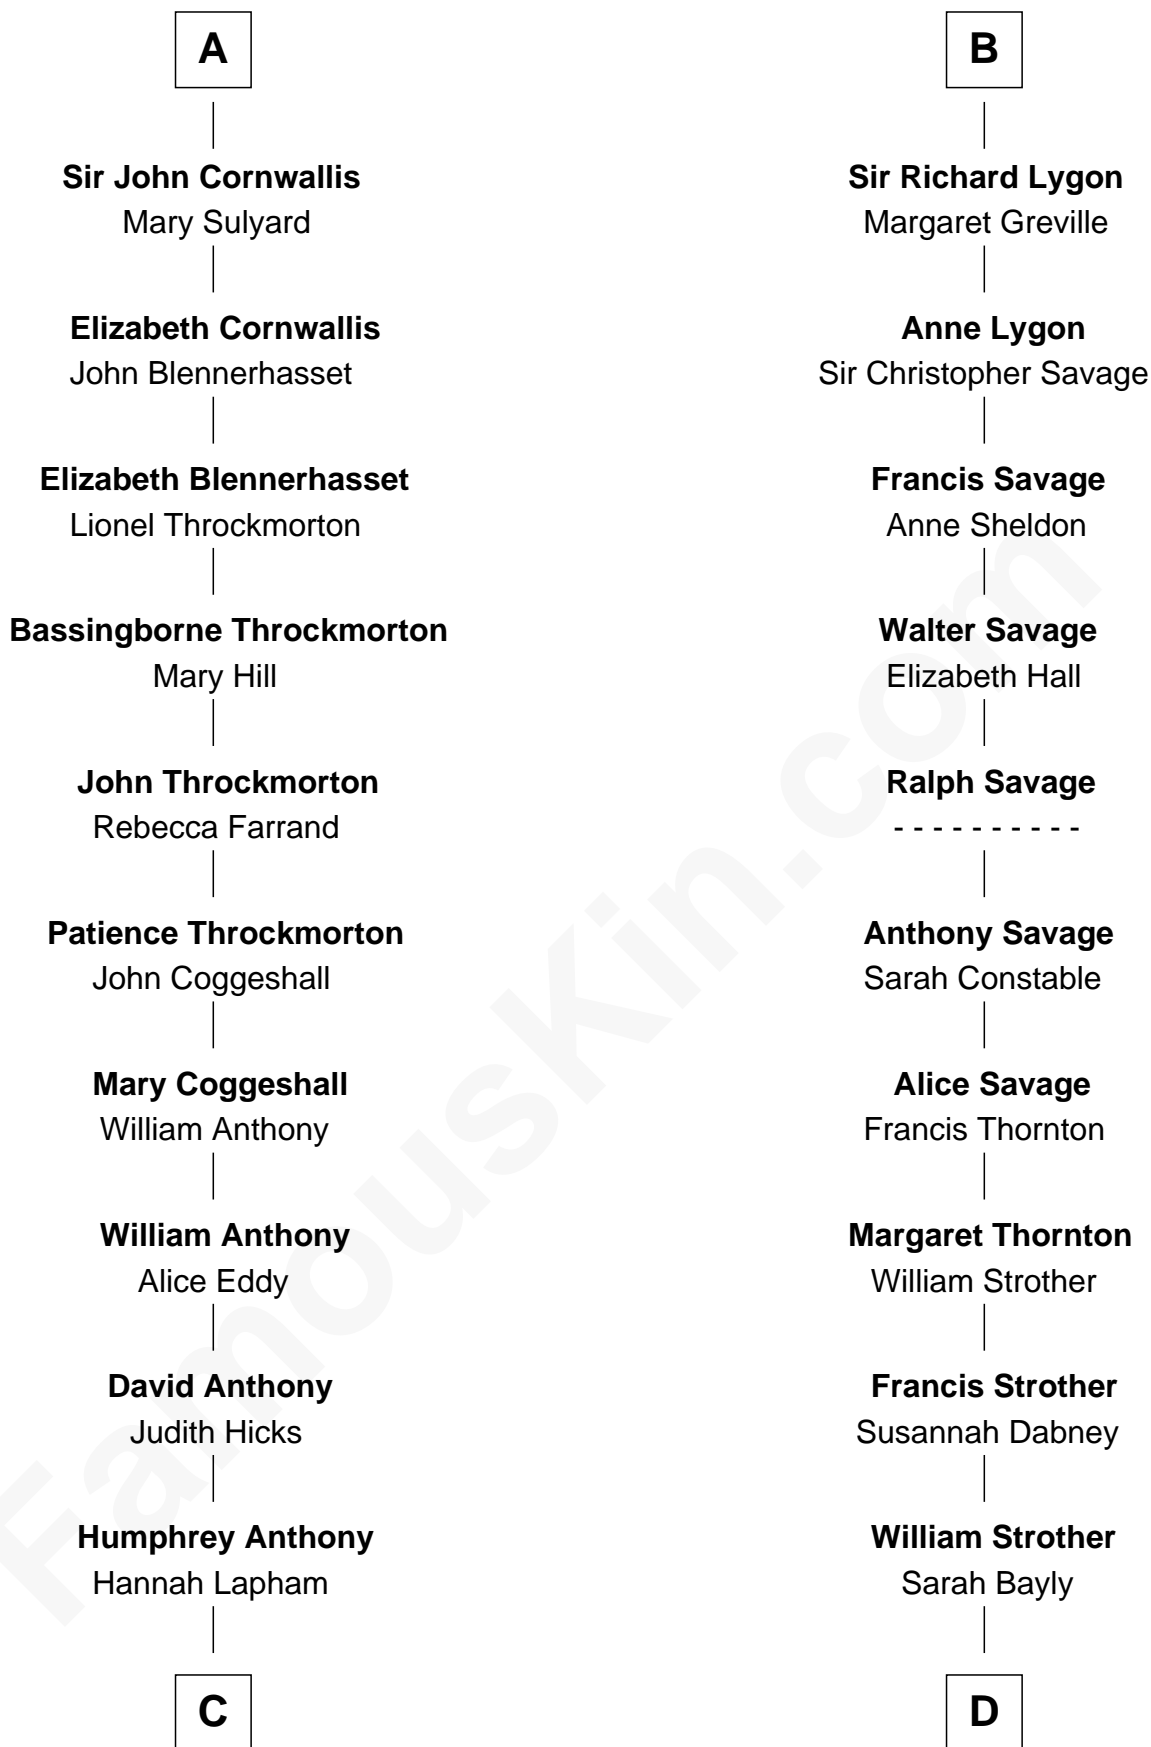 A
Sir John Cornwallis
Mary Sulyard
Elizabeth Cornwallis
John Blennerhasset
Elizabeth Blennerhasset
Lionel Throckmorton
Bassingborne Throckmorton
Mary Hill
John Throckmorton
Rebecca Farrand
Patience Throckmorton
John Coggeshall
Mary Coggeshall
William Anthony
William Anthony
Alice Eddy
David Anthony
Judith Hicks
Humphrey Anthony
Hannah Lapham
C
B
Sir Richard Lygon
Margaret Greville
Anne Lygon
Sir Christopher Savage
Francis Savage
Anne Sheldon
Walter Savage
Elizabeth Hall
Ralph Savage
- - - - - - - - - -
Anthony Savage
Sarah Constable
Alice Savage
Francis Thornton
Margaret Thornton
William Strother
Francis Strother
Susannah Dabney
William Strother
Sarah Bayly
D
FamousKin.com